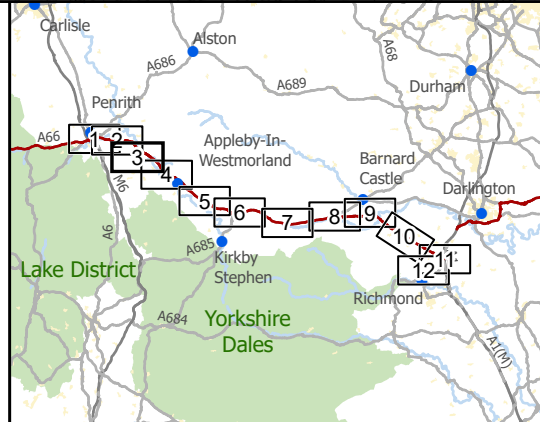 Carlisle
Alston
A686
A68
A689
Durham
Penrith
A66
1
2
3
M6
Appleby-In-
Westmorland
4
5
6
7
8
9
10
11
12
Barnard
Castle
Darlington
A6
A685
Kirkby
Stephen
Lake District
Richmond
A684
Yorkshire
Dales
A1(M)